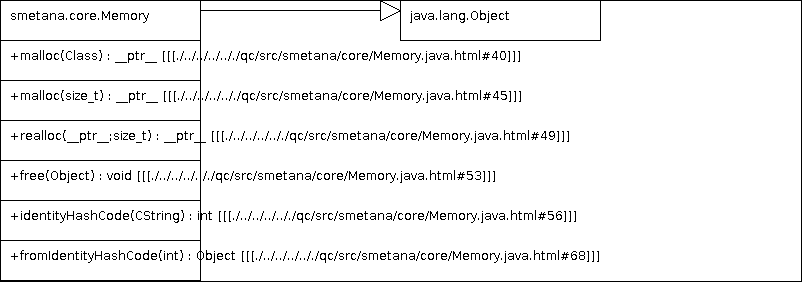 smetana.core.Memory
java.lang.Object
+malloc(Class) : __ptr__ [[[./../../../../../qc/src/smetana/core/Memory.java.html#40]]]
+malloc(size_t) : __ptr__ [[[./../../../../../qc/src/smetana/core/Memory.java.html#45]]]
+realloc(__ptr__;size_t) : __ptr__ [[[./../../../../../qc/src/smetana/core/Memory.java.html#49]]]
+free(Object) : void [[[./../../../../../qc/src/smetana/core/Memory.java.html#53]]]
+identityHashCode(CString) : int [[[./../../../../../qc/src/smetana/core/Memory.java.html#56]]]
+fromIdentityHashCode(int) : Object [[[./../../../../../qc/src/smetana/core/Memory.java.html#68]]]